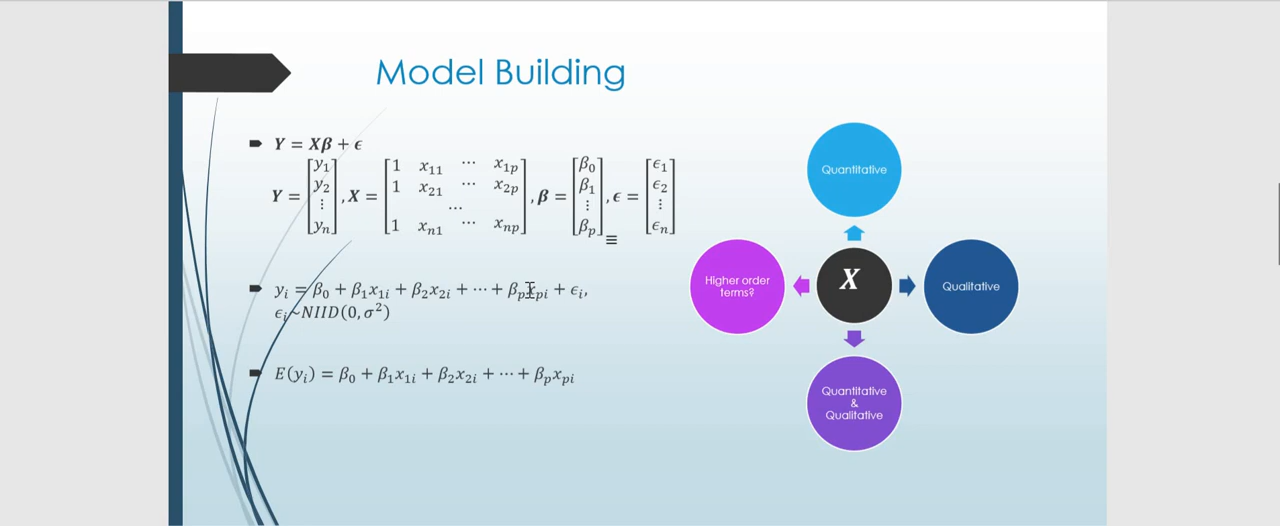 Model Building
Y = Xβ + ϵ
Y = [y₁ y₂ ⋮ yₙ], X = [1 x₁₁ ⋯ x₁ₚ 1 x₂₁ ⋯ x₂ₚ ⋯ 1 xₙ₁ ⋯ xₙₚ], β = [β₀ β₁ ⋮ βₚ], ϵ = [ϵ₁ ϵ₂ ⋮ ϵₙ]
yᵢ = β₀ + β₁x₁ᵢ + β₂x₂ᵢ + ⋯ + βₚxₚᵢ + ϵᵢ,
ϵᵢ~NIID(0, σ²)
E(yᵢ) = β₀ + β₁x₁ᵢ + β₂x₂ᵢ + ⋯ + βₚxₚᵢ
Quantitative
Higher order
terms?
X
Qualitative
Quantitative
&
Qualitative